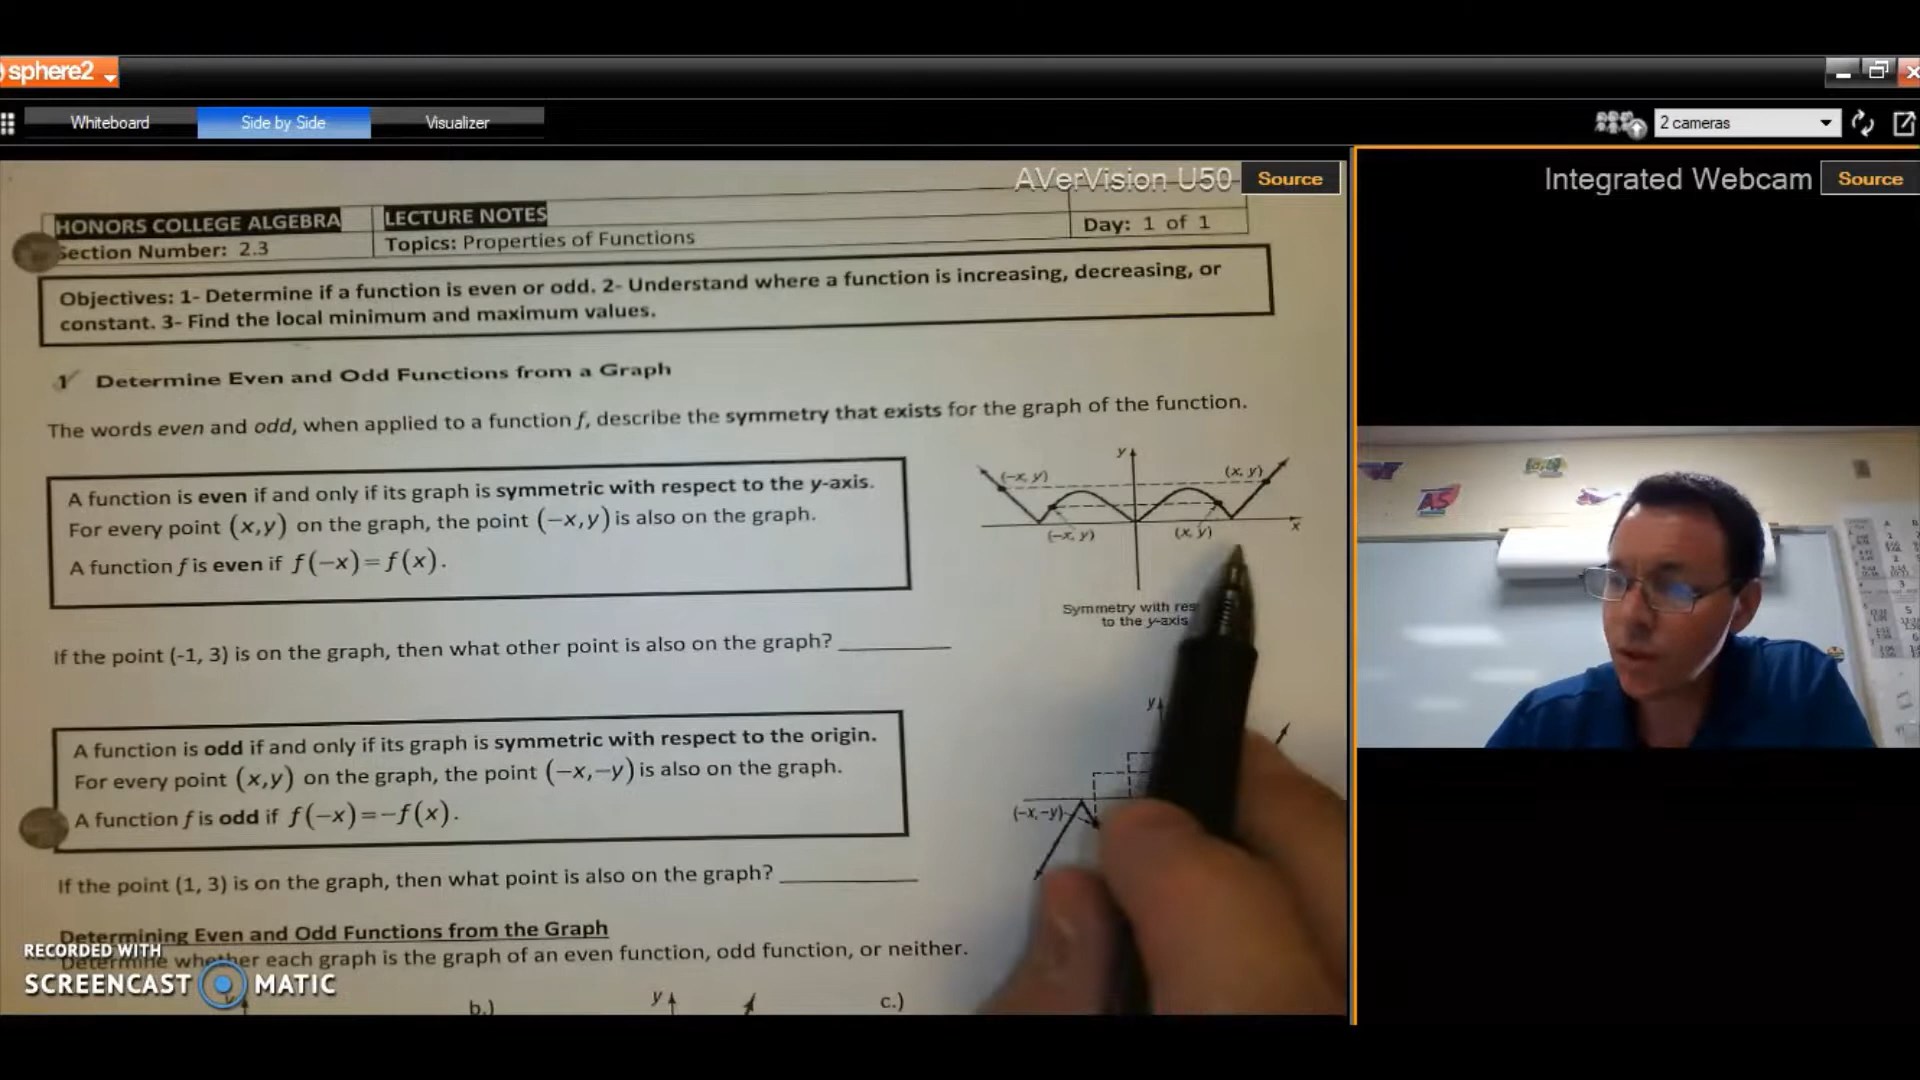 sphere2
Whiteboard
Side by Side
Visualizer
2 cameras
AVerVision U50
Source
Integrated Webcam
Source
HONORS COLLEGE ALGEBRA
LECTURE NOTES
Section Number: 2.3
Topics: Properties of Functions
Day: 1 of 1
Objectives: 1- Determine if a function is even or odd. 2- Understand where a function is increasing, decreasing, or
constant. 3- Find the local minimum and maximum values.
1 Determine Even and Odd Functions from a Graph
The words even and odd, when applied to a function f, describe the symmetry that exists for the graph of the function.
A function is even if and only if its graph is symmetric with respect to the y-axis.
For every point (x,y) on the graph, the point (−x,y) is also on the graph.
A function f is even if f(−x)=f(x).
y
(−x, y)
(x, y)
(−x, y)
(x, y)
x
Symmetry with res
to the y-axis
If the point (-1, 3) is on the graph, then what other point is also on the graph? ________
A function is odd if and only if its graph is symmetric with respect to the origin.
For every point (x,y) on the graph, the point (−x,−y) is also on the graph.
A function f is odd if f(−x)=−f(x).
y
(−x,−y)
If the point (1, 3) is on the graph, then what point is also on the graph? ________
Determining Even and Odd Functions from the Graph
Determine whether each graph is the graph of an even function, odd function, or neither.
b.)
y
c.)
RECORDED WITH
SCREENCAST MATIC
AS